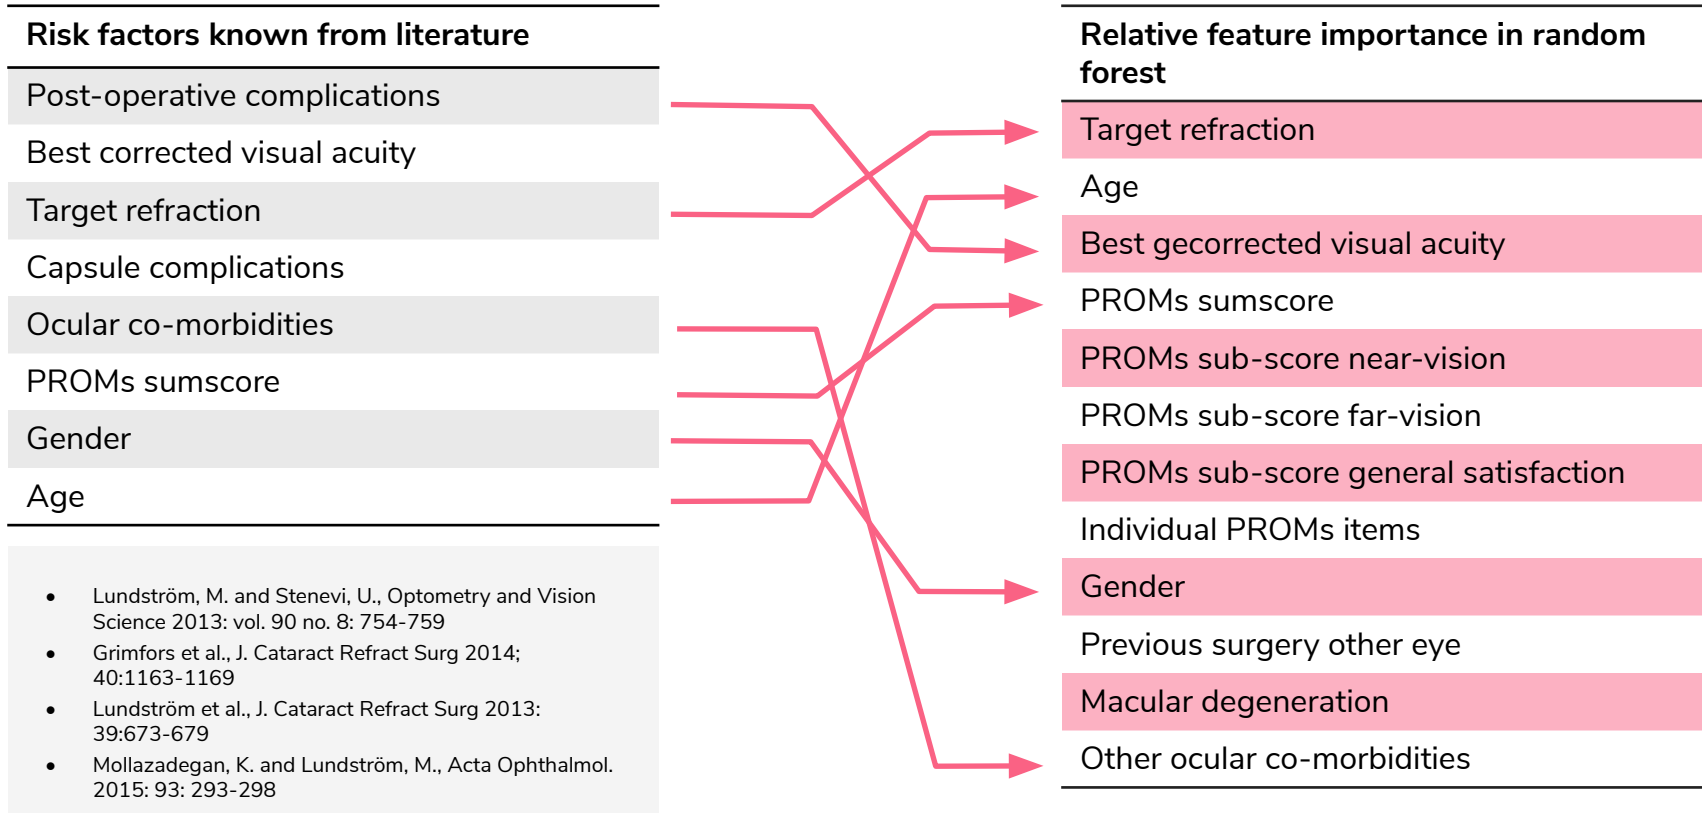 Risk factors known from literature
Post-operative complications
Best corrected visual acuity
Target refraction
Capsule complications
Ocular co-morbidities
PROMs sumscore
Gender
Age
• Lundström, M. and Stenevi, U., Optometry and Vision
Science 2013: vol. 90 no. 8: 754-759
• Grimfors et al., J. Cataract Refract Surg 2014;
40:1163-1169
• Lundström et al., J. Cataract Refract Surg 2013:
39:673-679
• Mollazadegan, K. and Lundström, M., Acta Ophthalmol.
2015: 93: 293-298
Relative feature importance in random
forest
Target refraction
Age
Best gecorrected visual acuity
PROMs sumscore
PROMs sub-score near-vision
PROMs sub-score far-vision
PROMs sub-score general satisfaction
Individual PROMs items
Gender
Previous surgery other eye
Macular degeneration
Other ocular co-morbidities